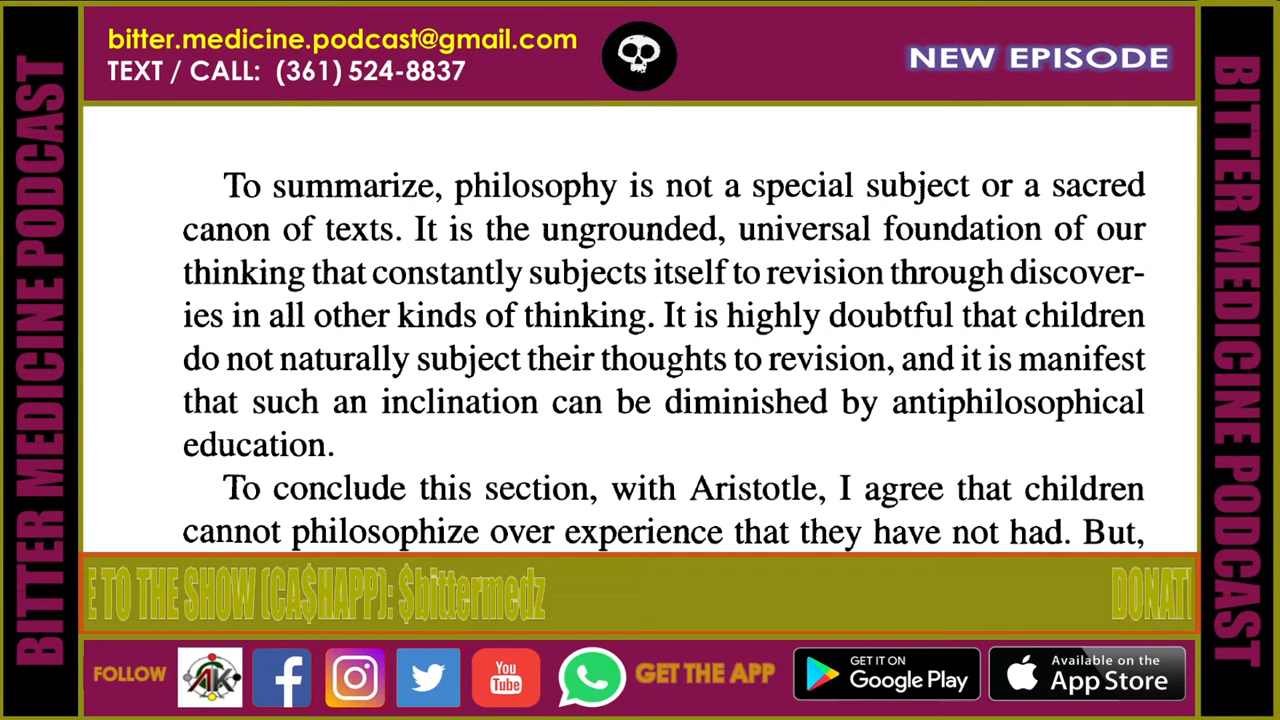 bitter.medicine.podcast@gmail.com
TEXT / CALL: (361) 524-8837
NEW EPISODE
BITTER MEDICINE PODCAST
To summarize, philosophy is not a special subject or a sacred
canon of texts. It is the ungrounded, universal foundation of our
thinking that constantly subjects itself to revision through discover-
ies in all other kinds of thinking. It is highly doubtful that children
do not naturally subject their thoughts to revision, and it is manifest
that such an inclination can be diminished by antiphilosophical
education.
To conclude this section, with Aristotle, I agree that children
cannot philosophize over experience that they have not had. But,
BITTER MEDICINE PODCAST
E TO THE $HOW (CA$HAPP): $bittermedz
DONATI
FOLLOW
ATK
You
Tube
GET THE APP
GET IT ON
Google Play
Available on the
App Store